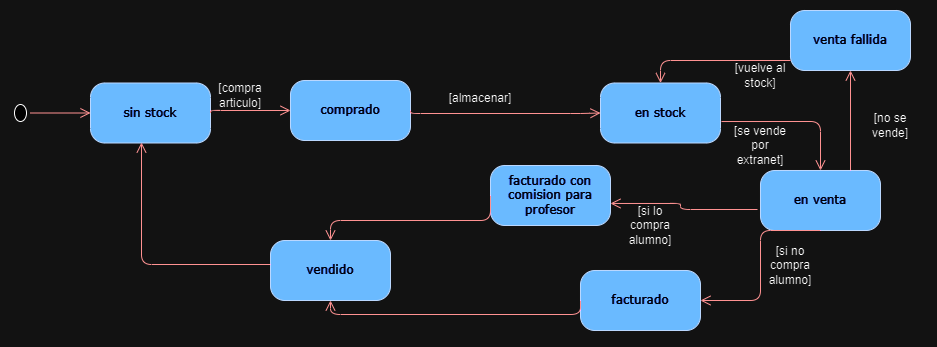 venta fallida
[vuelve al
stock]
[compra
articulo]
sin stock
comprado
[almacenar]
en stock
[no se
vende]
[se vende
por
extranet]
facturado con
comision para
profesor
en venta
[si lo
compra
alumno]
[si no
compra
alumno]
vendido
facturado